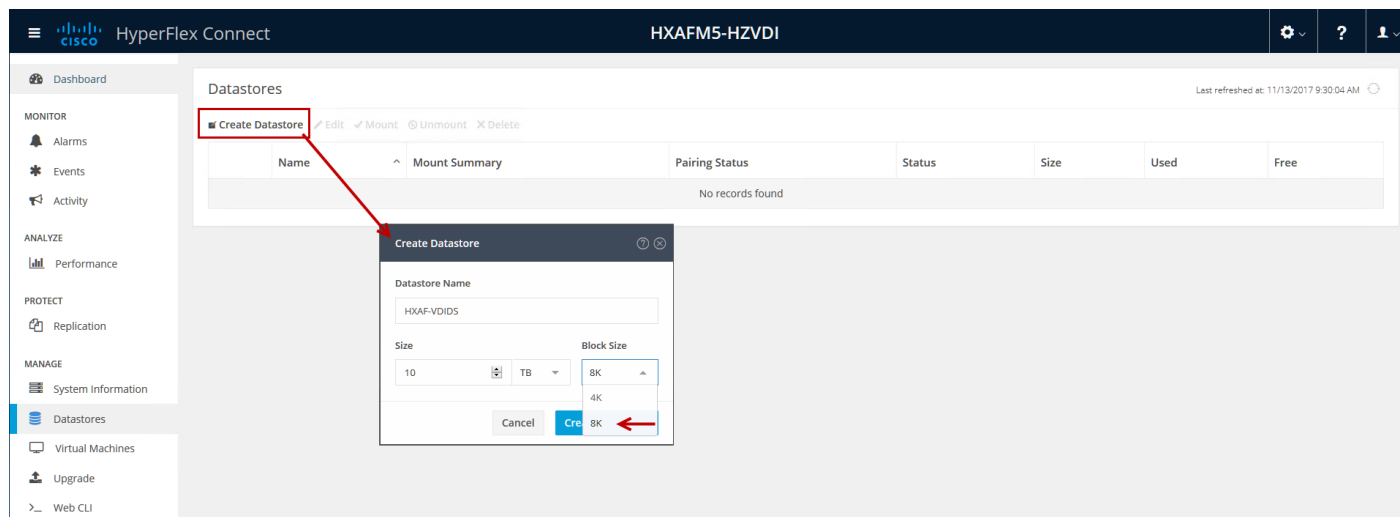 CISCO HyperFlex Connect HXAFM5-HZVDI ?
Dashboard
MONITOR
Alarms
Events
Activity
ANALYZE
Performance
PROTECT
Replication
MANAGE
System Information
Datastores
Virtual Machines
Upgrade
Web CLI
Datastores Last refreshed at: 11/13/2017 9:30:04 AM
Create Datastore Edit Mount Unmount Delete
Name Mount Summary Pairing Status Status Size Used Free
No records found
Create Datastore
Datastore Name
HXAF-VDIDS
Size Block Size
10 TB 8K
4K
8K
Cancel Cre